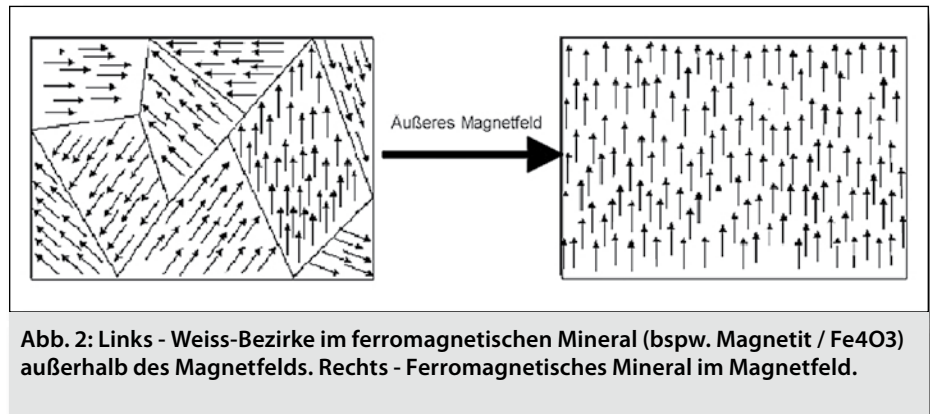 Außeres Magnetfeld
Abb. 2: Links - Weiss-Bezirke im ferromagnetischen Mineral (bspw. Magnetit / Fe4O3)
außerhalb des Magnetfelds. Rechts - Ferromagnetisches Mineral im Magnetfeld.